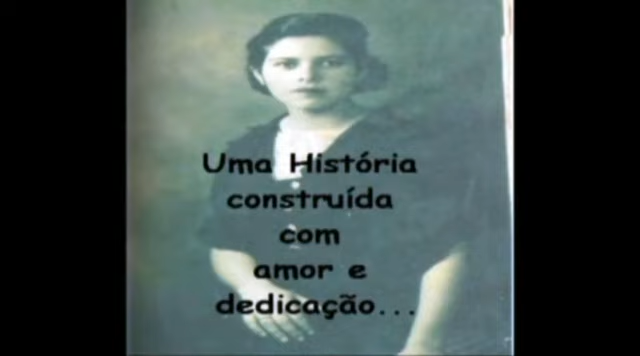 Uma História
construída
com
amor e
dedicação...